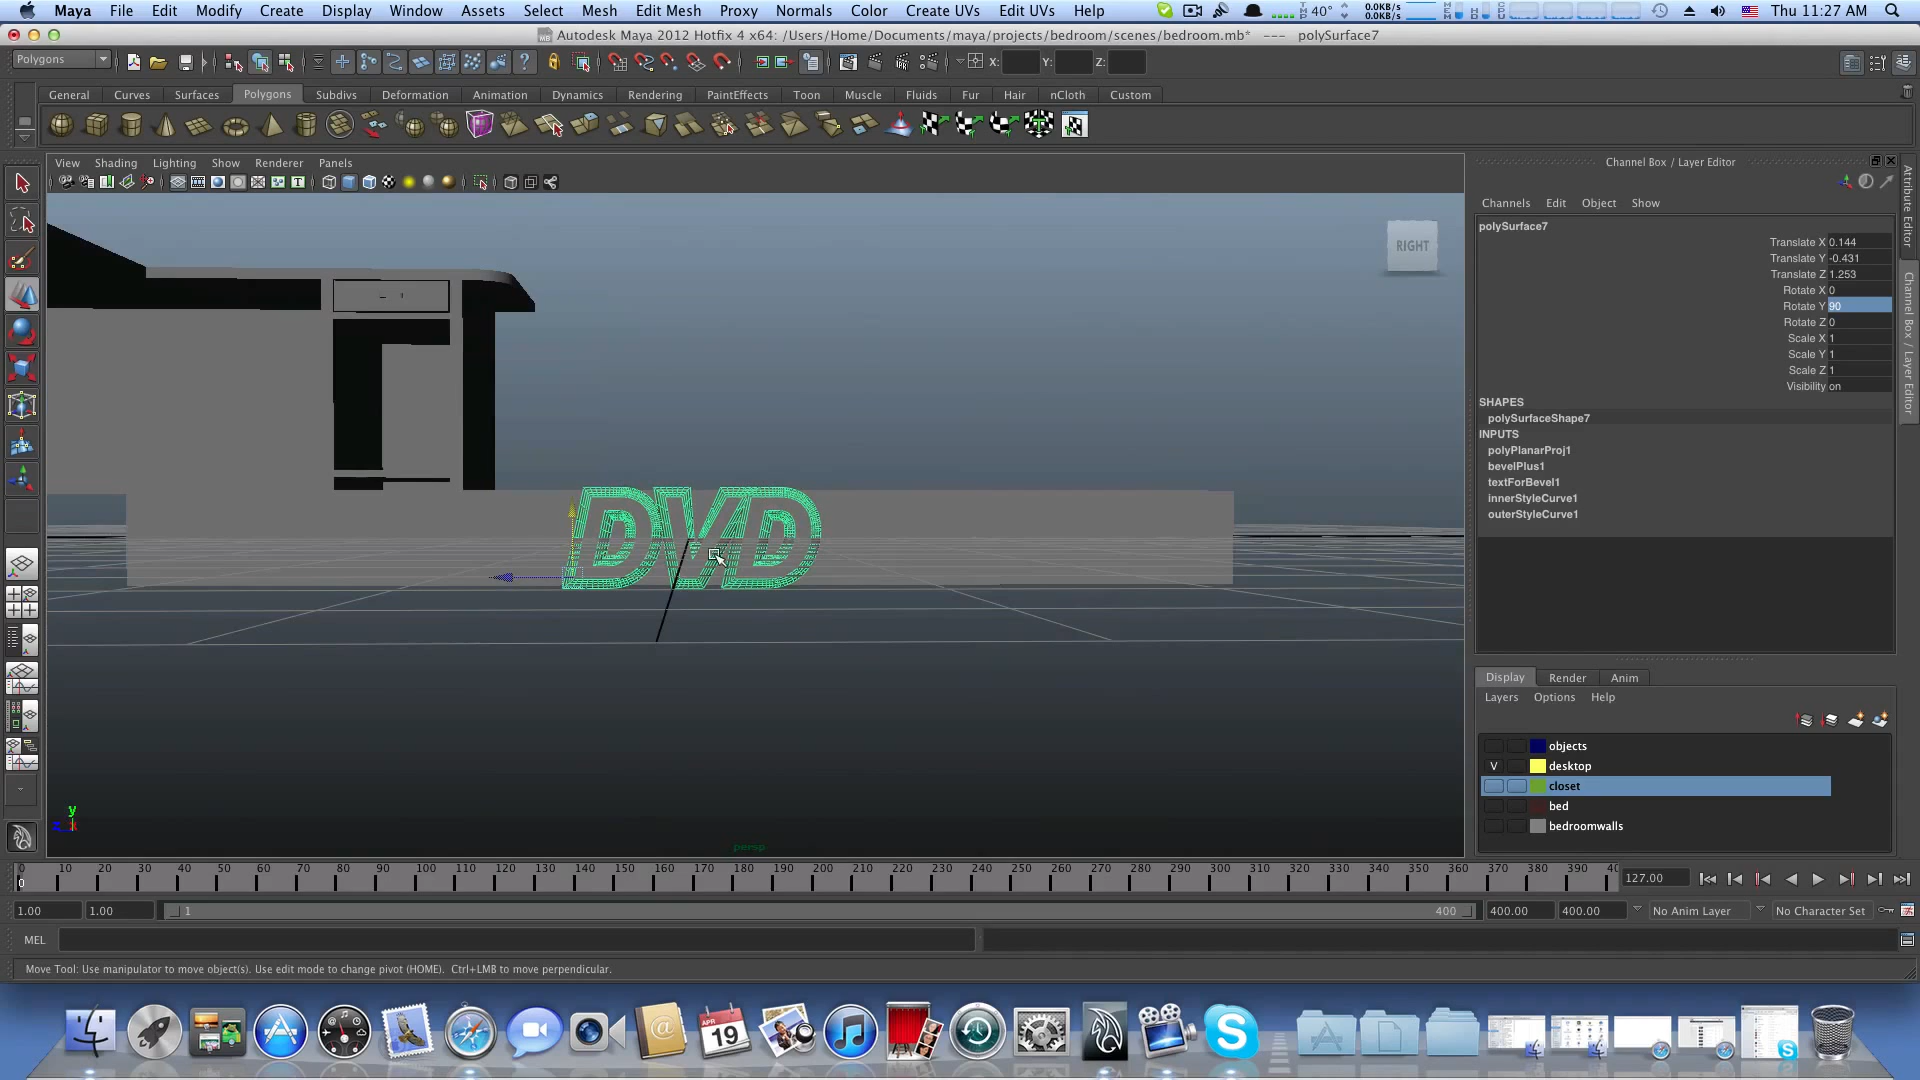 Maya File Edit Modify Create Display Window Assets Select Mesh Edit Mesh Proxy Normals Color Create UVs Edit UVs Help 40° 0.0KB/s 0.0KB/s Thu 11:27 AM
Autodesk Maya 2012 Hotfix 4 x64: /Users/Home/Documents/maya/projects/bedroom/scenes/bedroom.mb* --- polySurface7
Polygons X: Y: Z:
General Curves Surfaces Polygons Subdivs Deformation Animation Dynamics Rendering PaintEffects Toon Muscle Fluids Fur Hair nCloth Custom
View Shading Lighting Show Renderer Panels
Channel Box / Layer Editor
Channels Edit Object Show
polySurface7
Translate X 0.144
Translate Y -0.431
Translate Z 1.253
Rotate X 0
Rotate Y 90
Rotate Z 0
Scale X 1
Scale Y 1
Scale Z 1
Visibility on
SHAPES
polySurfaceShape7
INPUTS
polyPlanarProj1
bevelPlus1
textForBevel1
innerStyleCurve1
outerStyleCurve1
Attribute Editor
Channel Box / Layer Editor
RIGHT
DVD
y
persp
Display Render Anim
Layers Options Help
objects
V desktop
closet
bed
bedroomwalls
0 10 20 30 40 50 60 70 80 90 100 110 120 130 140 150 160 170 180 190 200 210 220 230 240 250 260 270 280 290 300 310 320 330 340 350 360 370 380 390 40
0 127.00
1.00 1.00 1 400 400.00 400.00 No Anim Layer No Character Set
MEL
Move Tool: Use manipulator to move object(s). Use edit mode to change pivot (HOME). Ctrl+LMB to move perpendicular.
APR
19